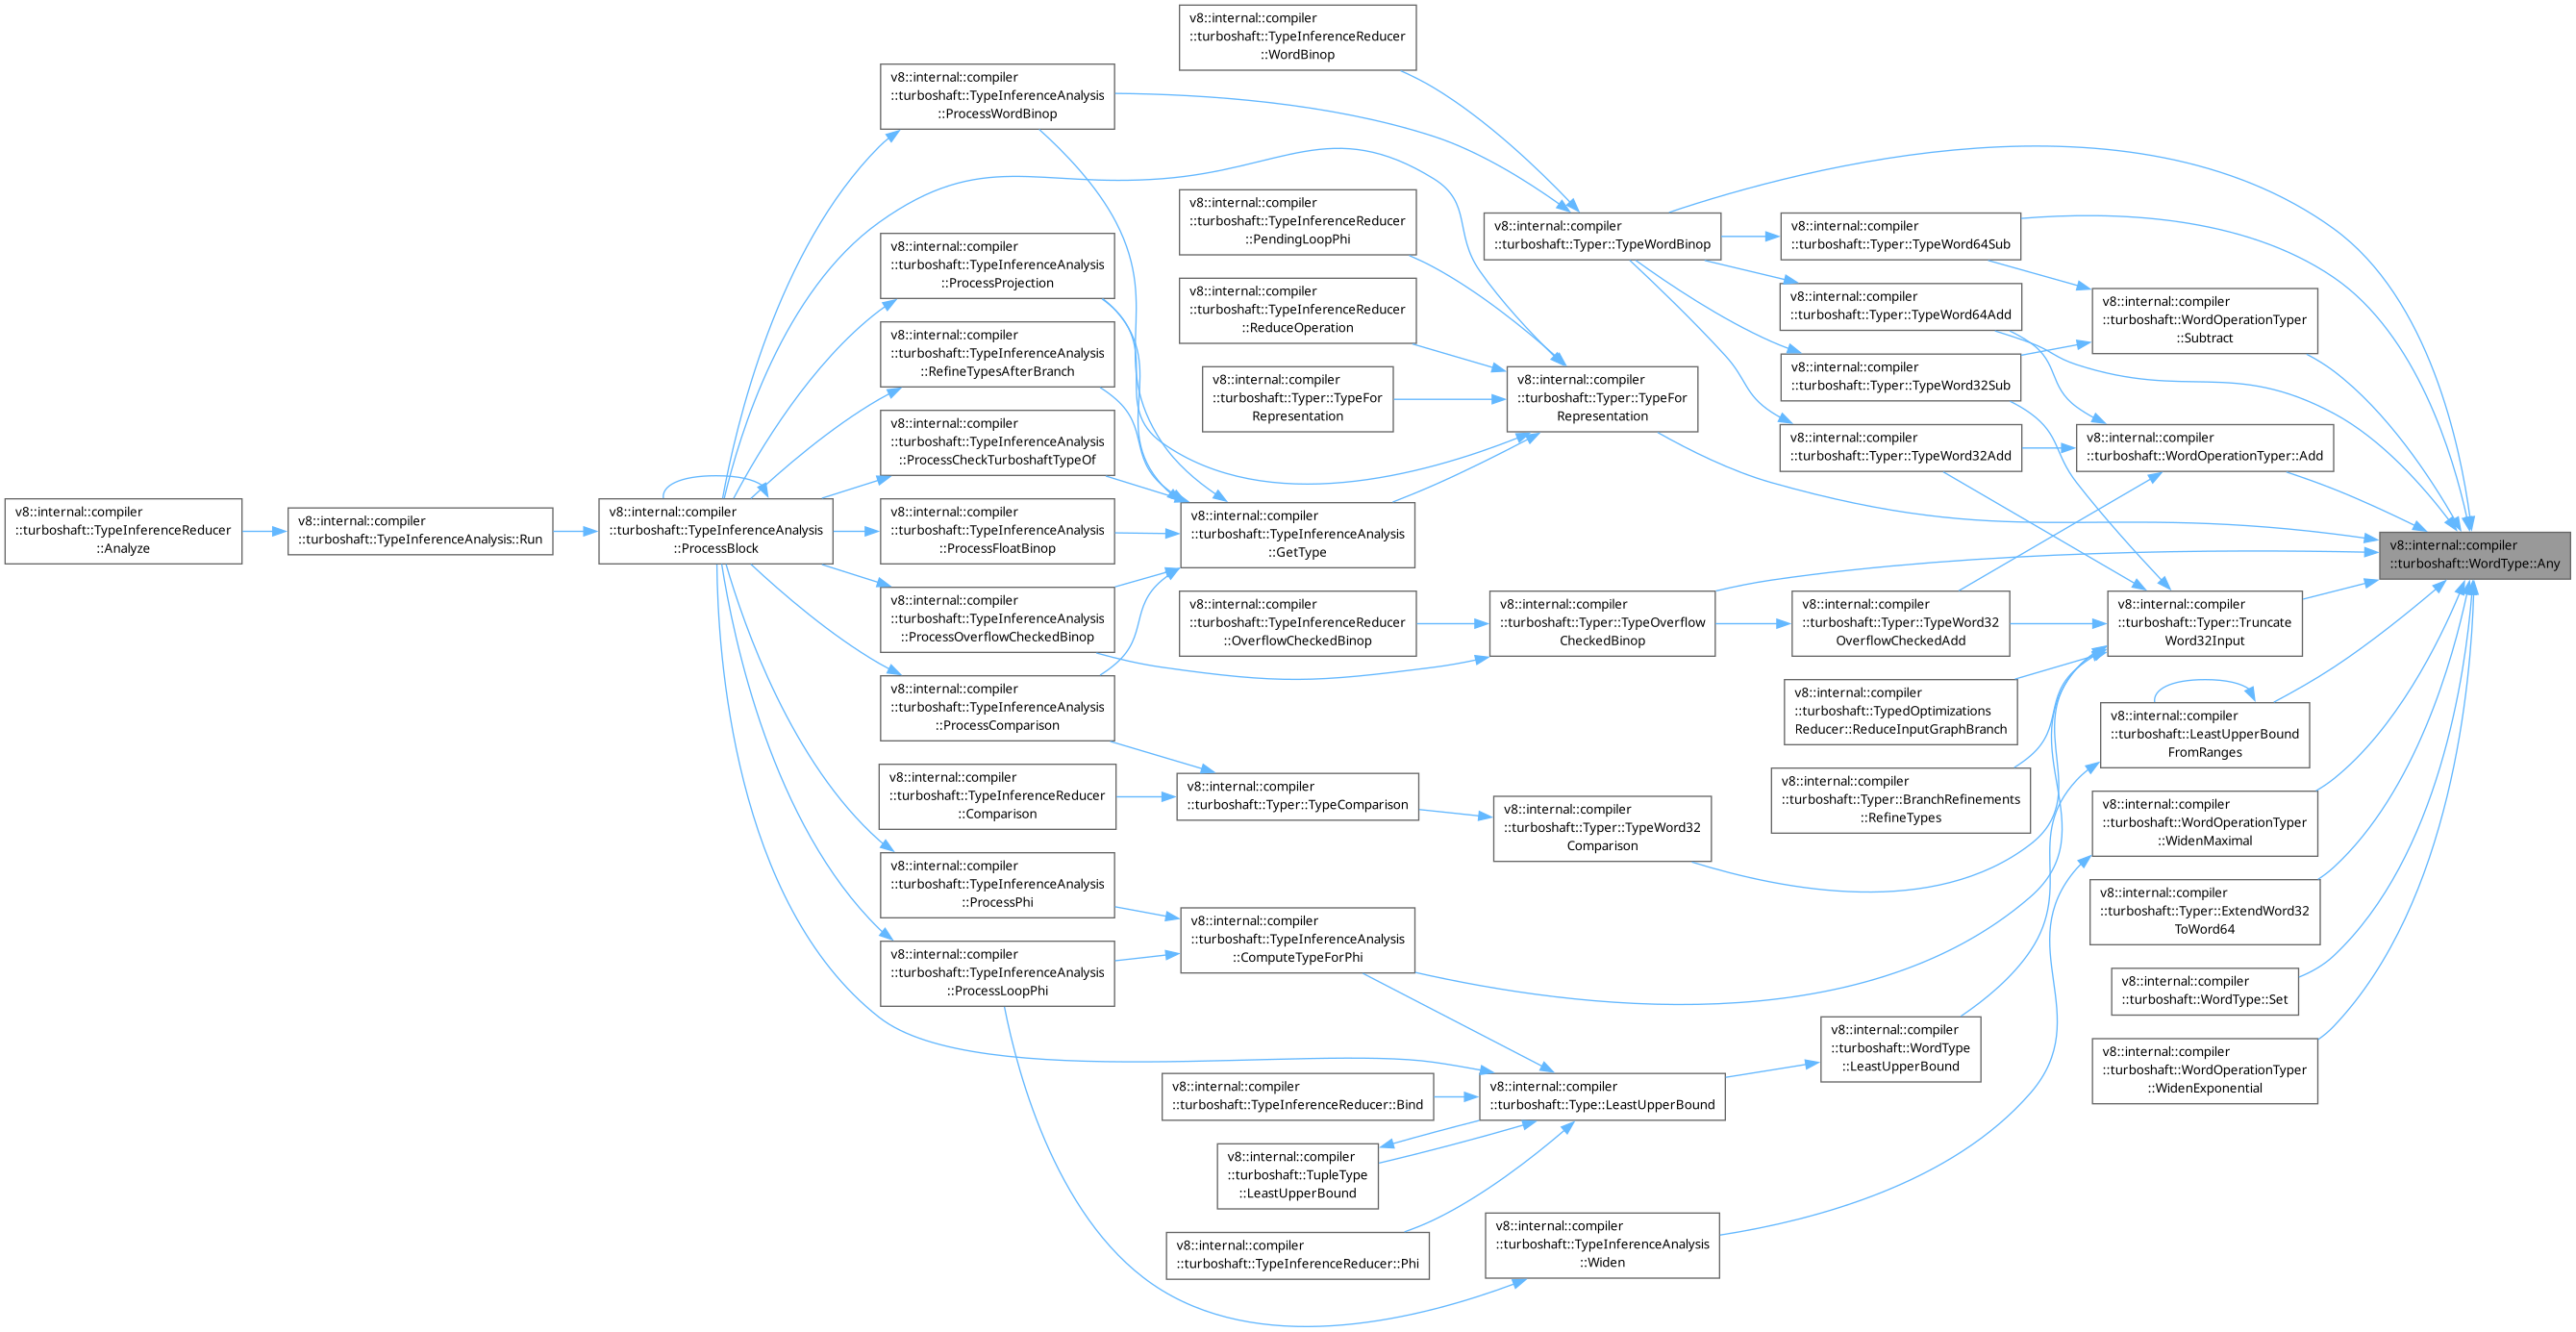 v8::internal::compiler
::turboshaft::TypeInferenceReducer
::Analyze
v8::internal::compiler
::turboshaft::TypeInferenceAnalysis::Run
v8::internal::compiler
::turboshaft::TypeInferenceAnalysis
::ProcessBlock
v8::internal::compiler
::turboshaft::TypeInferenceAnalysis
::ProcessWordBinop
v8::internal::compiler
::turboshaft::TypeInferenceAnalysis
::ProcessProjection
v8::internal::compiler
::turboshaft::TypeInferenceAnalysis
::RefineTypesAfterBranch
v8::internal::compiler
::turboshaft::TypeInferenceAnalysis
::ProcessCheckTurboshaftTypeOf
v8::internal::compiler
::turboshaft::TypeInferenceAnalysis
::ProcessFloatBinop
v8::internal::compiler
::turboshaft::TypeInferenceAnalysis
::ProcessOverflowCheckedBinop
v8::internal::compiler
::turboshaft::TypeInferenceAnalysis
::ProcessComparison
v8::internal::compiler
::turboshaft::TypeInferenceReducer
::Comparison
v8::internal::compiler
::turboshaft::TypeInferenceAnalysis
::ProcessPhi
v8::internal::compiler
::turboshaft::TypeInferenceAnalysis
::ProcessLoopPhi
v8::internal::compiler
::turboshaft::TypeInferenceReducer
::WordBinop
v8::internal::compiler
::turboshaft::TypeInferenceReducer
::PendingLoopPhi
v8::internal::compiler
::turboshaft::TypeInferenceReducer
::ReduceOperation
v8::internal::compiler
::turboshaft::Typer::TypeFor
Representation
v8::internal::compiler
::turboshaft::TypeInferenceAnalysis
::GetType
v8::internal::compiler
::turboshaft::TypeInferenceReducer
::OverflowCheckedBinop
v8::internal::compiler
::turboshaft::Typer::TypeComparison
v8::internal::compiler
::turboshaft::TypeInferenceAnalysis
::ComputeTypeForPhi
v8::internal::compiler
::turboshaft::TypeInferenceReducer::Bind
v8::internal::compiler
::turboshaft::TupleType
::LeastUpperBound
v8::internal::compiler
::turboshaft::TypeInferenceReducer::Phi
v8::internal::compiler
::turboshaft::Typer::TypeWordBinop
v8::internal::compiler
::turboshaft::Typer::TypeFor
Representation
v8::internal::compiler
::turboshaft::Typer::TypeOverflow
CheckedBinop
v8::internal::compiler
::turboshaft::Typer::TypeWord32
Comparison
v8::internal::compiler
::turboshaft::Type::LeastUpperBound
v8::internal::compiler
::turboshaft::TypeInferenceAnalysis
::Widen
v8::internal::compiler
::turboshaft::Typer::TypeWord64Sub
v8::internal::compiler
::turboshaft::Typer::TypeWord64Add
v8::internal::compiler
::turboshaft::Typer::TypeWord32Sub
v8::internal::compiler
::turboshaft::Typer::TypeWord32Add
v8::internal::compiler
::turboshaft::Typer::TypeWord32
OverflowCheckedAdd
v8::internal::compiler
::turboshaft::TypedOptimizations
Reducer::ReduceInputGraphBranch
v8::internal::compiler
::turboshaft::Typer::BranchRefinements
::RefineTypes
v8::internal::compiler
::turboshaft::WordType
::LeastUpperBound
v8::internal::compiler
::turboshaft::WordOperationTyper
::Subtract
v8::internal::compiler
::turboshaft::WordOperationTyper::Add
v8::internal::compiler
::turboshaft::Typer::Truncate
Word32Input
v8::internal::compiler
::turboshaft::LeastUpperBound
FromRanges
v8::internal::compiler
::turboshaft::WordOperationTyper
::WidenMaximal
v8::internal::compiler
::turboshaft::Typer::ExtendWord32
ToWord64
v8::internal::compiler
::turboshaft::WordType::Set
v8::internal::compiler
::turboshaft::WordOperationTyper
::WidenExponential
v8::internal::compiler
::turboshaft::WordType::Any